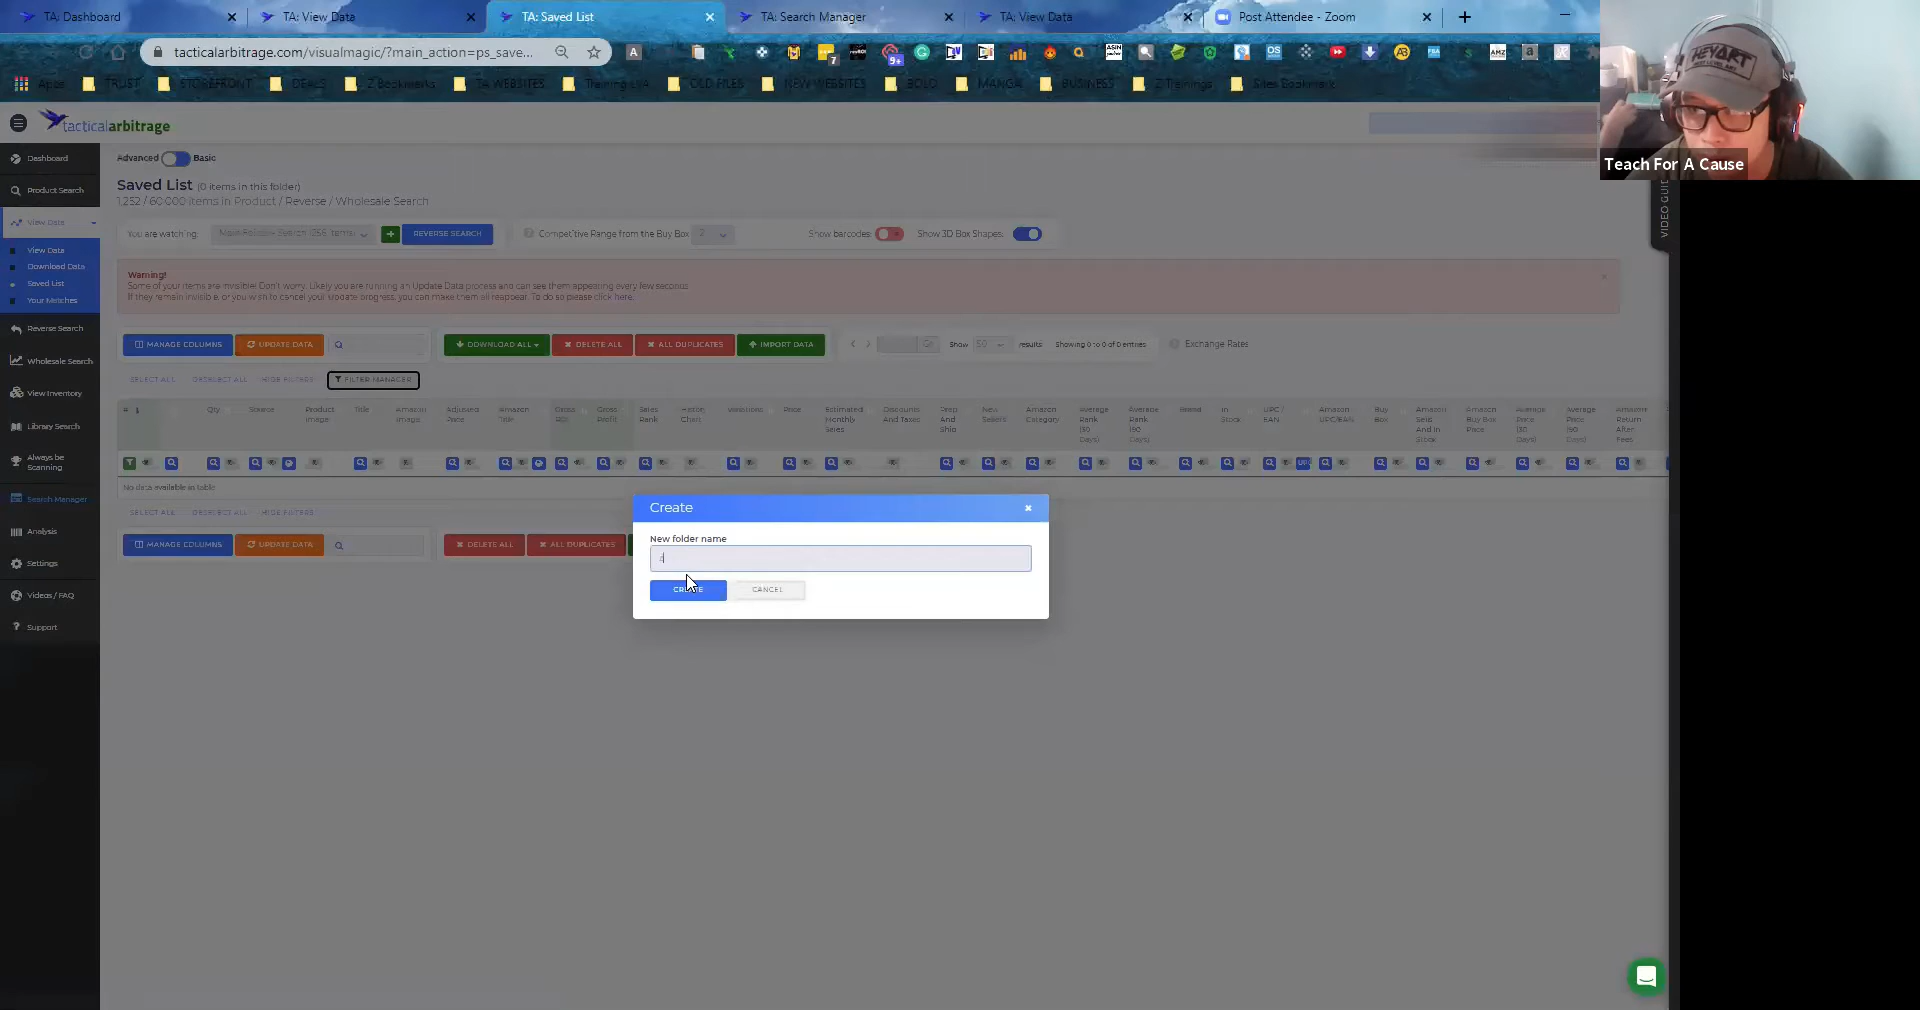 TA: Dashboard
TA: View Data
TA: Saved List
TA: Search Manager
TA: View Data
Post Attendee - Zoom
tacticalarbitrage.com/visualmagic/?main_action=ps_save...
Apps
TRUST
STOREFRONT
DEALS
Z Bookmarks
TA WEBSITES
Training LVA
OLD FILES
NEW WEBSITES
BOLO
MANGA
BUSINESS
Z Trainings
Sites Bookmark
tacticalarbitrage
Teach For A Cause
VIDEO GUID
Dashboard
Product Search
View Data
View Data
Download Data
Saved List
Your Matches
Reverse Search
Wholesale Search
View Inventory
Library Search
Always be
Scanning
Search Manager
Analysis
Settings
Videos / FAQ
Support
Advanced Basic
Saved List (0 items in this folder)
1,252 / 60,000 items in Product / Reverse / Wholesale Search
You are watching:
REVERSE SEARCH
Competitive Range from the Buy Box 2
Show barcodes:
Show 3D Box Shapes:
Warning!
Some of your items are invisible! Don't worry. Likely you are running an Update Data process and can see them appearing every few seconds
If they remain invisible, or you wish to cancel your update progress, you can make them all reappear. To do so please click here.
MANAGE COLUMNS
UPDATE DATA
DOWNLOAD ALL
DELETE ALL
ALL DUPLICATES
IMPORT DATA
Go
Show 50 results
Showing 0 to 0 of 0 entries
Exchange Rates
SELECT ALL
DESELECT ALL
HIDE FILTERS
FILTER MANAGER
#
Qty
Source
Product Image
Title
Amazon Image
Adjusted Price
Amazon Title
Gross ROI
Gross Profit
Sales Rank
History Chart
Variations
Price
Estimated Monthly Sales
Discounts And Taxes
Prep And Ship
New Sellers
Amazon Category
Average Rank (30 Days)
Average Rank (90 Days)
Brand
In Stock
UPC / EAN
Amazon UPC/EAN
Buy Box
Amazon Sells And In Stock
Amazon Buy Box Price
Average Price (30 Days)
Average Price (90 Days)
Amazon Return After Fees
No data available in table
SELECT ALL
DESELECT ALL
HIDE FILTERS
MANAGE COLUMNS
UPDATE DATA
DELETE ALL
ALL DUPLICATES
Create
New folder name
CREATE
CANCEL